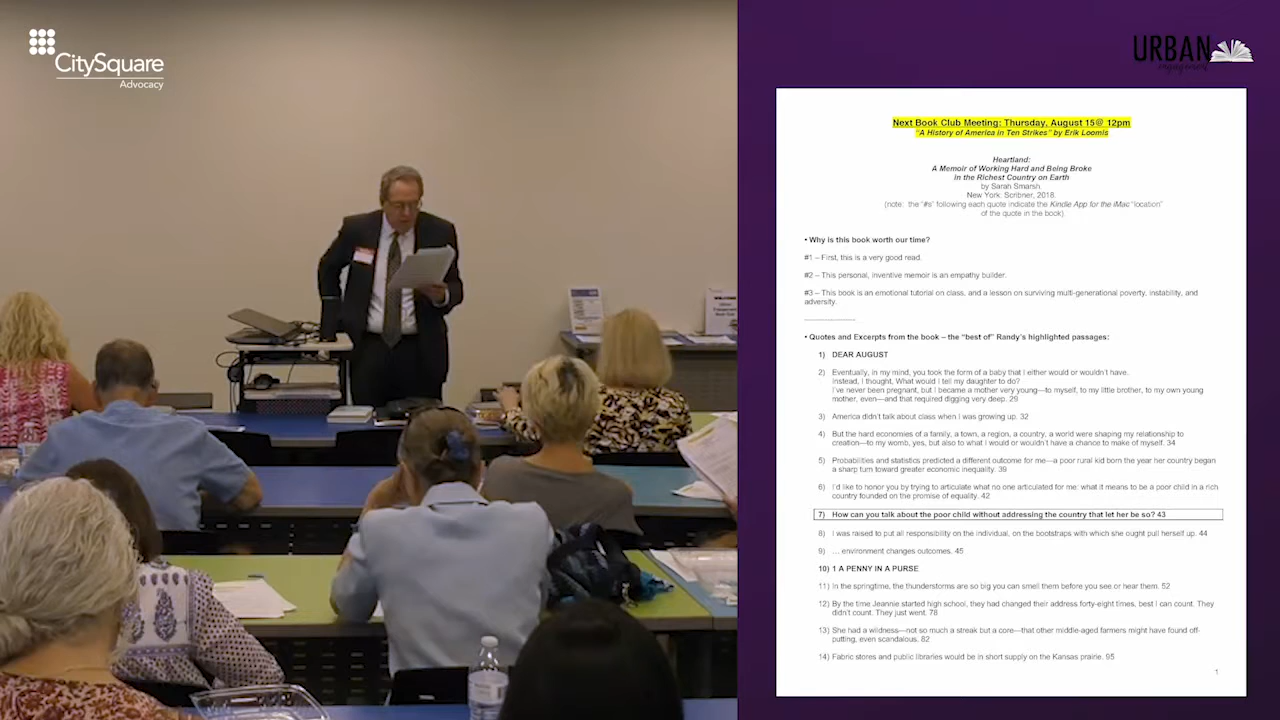 CitySquare
Advocacy
URBAN
engagement
WELCOME
Next Book Club Meeting: Thursday, August 15@ 12pm
"A History of America in Ten Strikes" by Erik Loomis
Heartland:
A Memoir of Working Hard and Being Broke
in the Richest Country on Earth
by Sarah Smarsh.
New York. Scribner, 2018.
(note: the "#s" following each quote indicate the Kindle App for the iMac "location"
of the quote in the book).
• Why is this book worth our time?
#1 – First, this is a very good read.
#2 – This personal, inventive memoir is an empathy builder.
#3 – This book is an emotional tutorial on class, and a lesson on surviving multi-generational poverty, instability, and
adversity.
--------------------
• Quotes and Excerpts from the book – the "best of" Randy's highlighted passages:
1) DEAR AUGUST
2) Eventually, in my mind, you took the form of a baby that I either would or wouldn't have.
Instead, I thought, What would I tell my daughter to do?
I've never been pregnant, but I became a mother very young—to myself, to my little brother, to my own young
mother, even—and that required digging very deep. 29
3) America didn't talk about class when I was growing up. 32
4) But the hard economies of a family, a town, a region, a country, a world were shaping my relationship to
creation—to my womb, yes, but also to what I would or wouldn't have a chance to make of myself. 34
5) Probabilities and statistics predicted a different outcome for me—a poor rural kid born the year her country began
a sharp turn toward greater economic inequality. 39
6) I'd like to honor you by trying to articulate what no one articulated for me: what it means to be a poor child in a rich
country founded on the promise of equality. 42
7) How can you talk about the poor child without addressing the country that let her be so? 43
8) I was raised to put all responsibility on the individual, on the bootstraps with which she ought pull herself up. 44
9) … environment changes outcomes. 45
10) 1 A PENNY IN A PURSE
11) In the springtime, the thunderstorms are so big you can smell them before you see or hear them. 52
12) By the time Jeannie started high school, they had changed their address forty-eight times, best I can count. They
didn't count. They just went. 78
13) She had a wildness—not so much a streak but a core—that other middle-aged farmers might have found off-
putting, even scandalous. 82
14) Fabric stores and public libraries would be in short supply on the Kansas prairie. 95
1